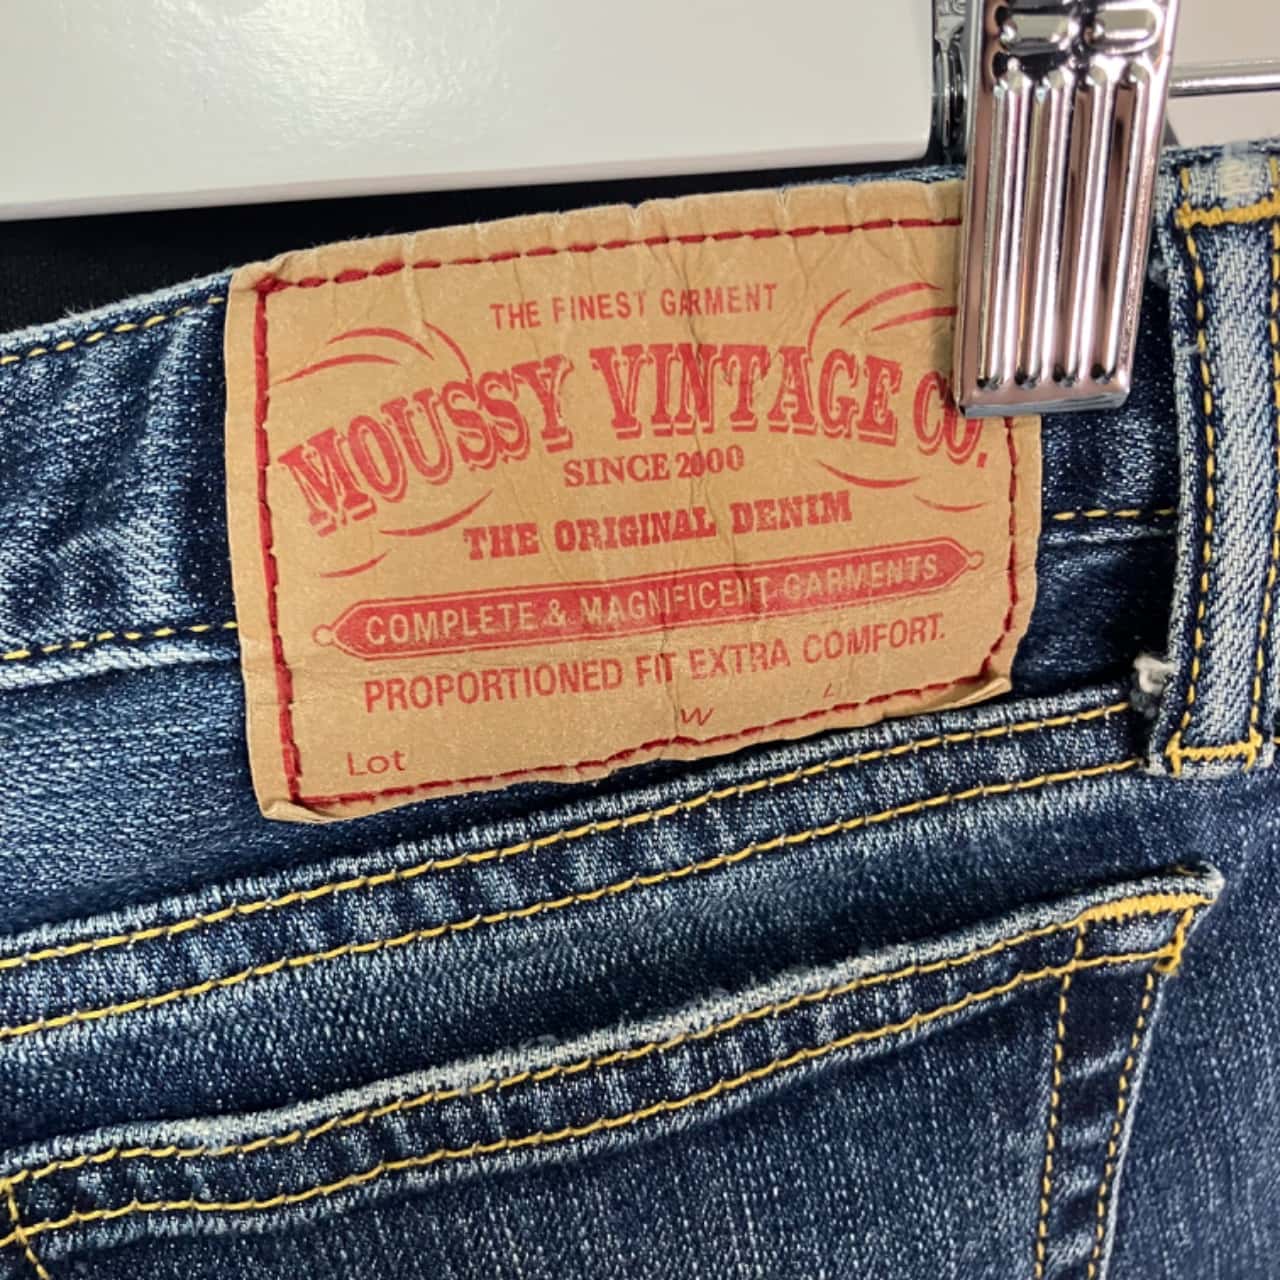 THE FINEST GARMENT
MOUSSY VINTAGE CO.
SINCE 2000
THE ORIGINAL DENIM
COMPLETE & MAGNIFICENT GARMENTS
PROPORTIONED FIT EXTRA COMFORT.
Lot W L